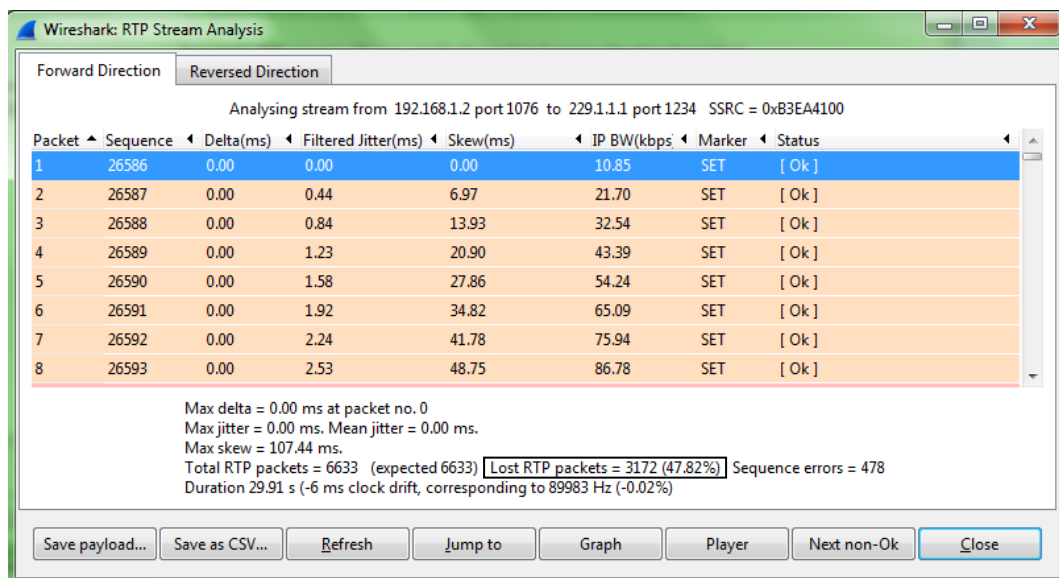 Wireshark: RTP Stream Analysis
Forward Direction Reversed Direction
Analysing stream from 192.168.1.2 port 1076 to 229.1.1.1 port 1234 SSRC = 0xB3EA4100
Packet Sequence Delta(ms) Filtered Jitter(ms) Skew(ms) IP BW(kbps) Marker Status
1 26586 0.00 0.00 0.00 10.85 SET [ Ok ]
2 26587 0.00 0.44 6.97 21.70 SET [ Ok ]
3 26588 0.00 0.84 13.93 32.54 SET [ Ok ]
4 26589 0.00 1.23 20.90 43.39 SET [ Ok ]
5 26590 0.00 1.58 27.86 54.24 SET [ Ok ]
6 26591 0.00 1.92 34.82 65.09 SET [ Ok ]
7 26592 0.00 2.24 41.78 75.94 SET [ Ok ]
8 26593 0.00 2.53 48.75 86.78 SET [ Ok ]
Max delta = 0.00 ms at packet no. 0
Max jitter = 0.00 ms. Mean jitter = 0.00 ms.
Max skew = 107.44 ms.
Total RTP packets = 6633 (expected 6633) Lost RTP packets = 3172 (47.82%) Sequence errors = 478
Duration 29.91 s (-6 ms clock drift, corresponding to 89983 Hz (-0.02%)
Save payload... Save as CSV... Refresh Jump to Graph Player Next non-Ok Close